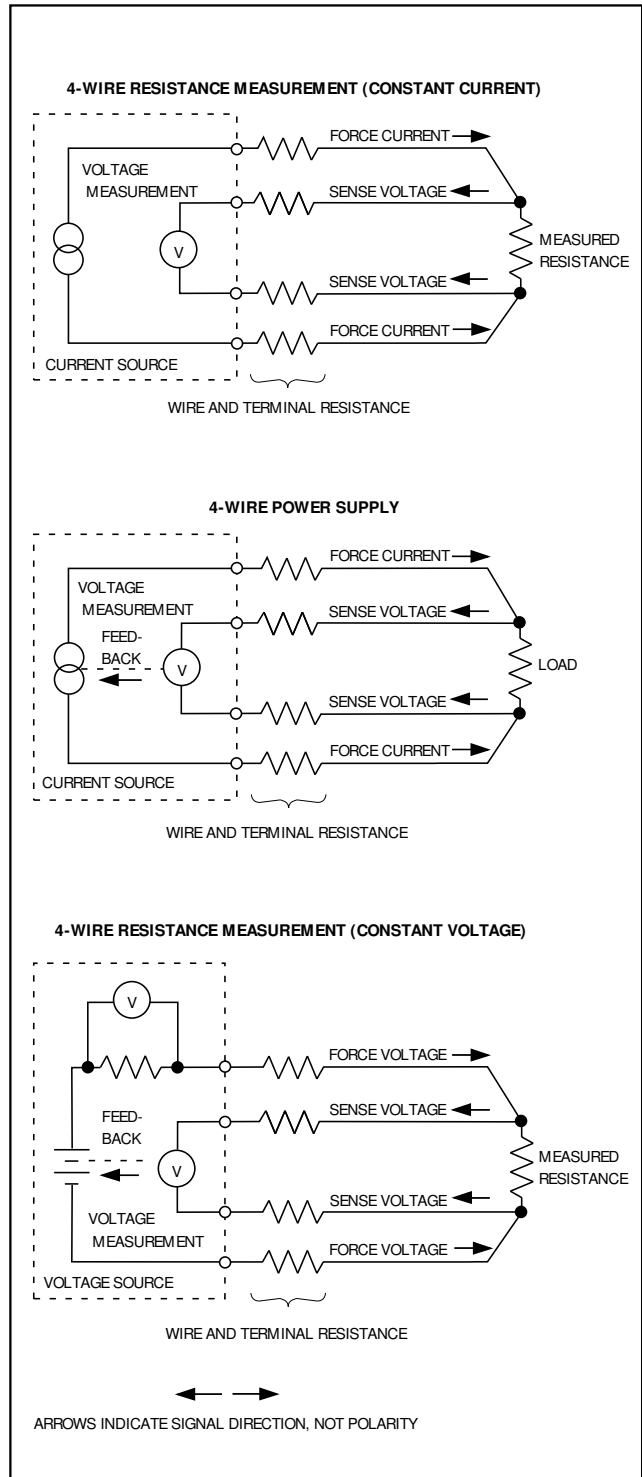 4-WIRE RESISTANCE MEASUREMENT (CONSTANT CURRENT)
FORCE CURRENT
VOLTAGE
MEASUREMENT
SENSE VOLTAGE
V
MEASURED
RESISTANCE
SENSE VOLTAGE
FORCE CURRENT
CURRENT SOURCE
WIRE AND TERMINAL RESISTANCE
4-WIRE POWER SUPPLY
FORCE CURRENT
VOLTAGE
MEASUREMENT
SENSE VOLTAGE
FEED-
BACK
V
LOAD
SENSE VOLTAGE
FORCE CURRENT
CURRENT SOURCE
WIRE AND TERMINAL RESISTANCE
4-WIRE RESISTANCE MEASUREMENT (CONSTANT VOLTAGE)
V
FORCE VOLTAGE
SENSE VOLTAGE
FEED-
BACK
V
MEASURED
RESISTANCE
SENSE VOLTAGE
VOLTAGE
MEASUREMENT
FORCE VOLTAGE
VOLTAGE SOURCE
WIRE AND TERMINAL RESISTANCE
ARROWS INDICATE SIGNAL DIRECTION, NOT POLARITY